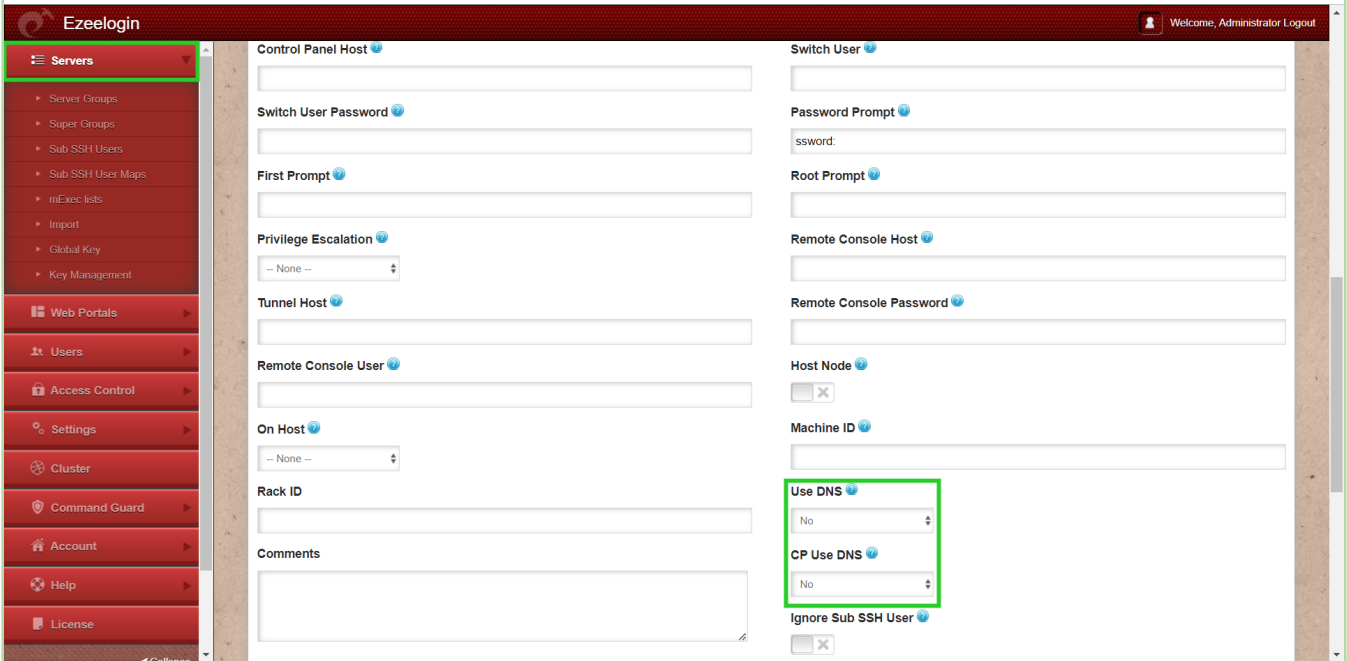 Ezeelogin
Welcome, Administrator Logout
Servers
Server Groups
Super Groups
Sub SSH Users
Sub SSH User Maps
mExec lists
Import
Global Key
Key Management
Web Portals
Users
Access Control
Settings
Cluster
Command Guard
Account
Help
License
Collapse
Control Panel Host
Switch User
Switch User Password
Password Prompt
ssword:
First Prompt
Root Prompt
Privilege Escalation
Remote Console Host
-- None --
Tunnel Host
Remote Console Password
Remote Console User
Host Node
On Host
Machine ID
-- None --
Rack ID
Use DNS
No
Comments
CP Use DNS
No
Ignore Sub SSH User